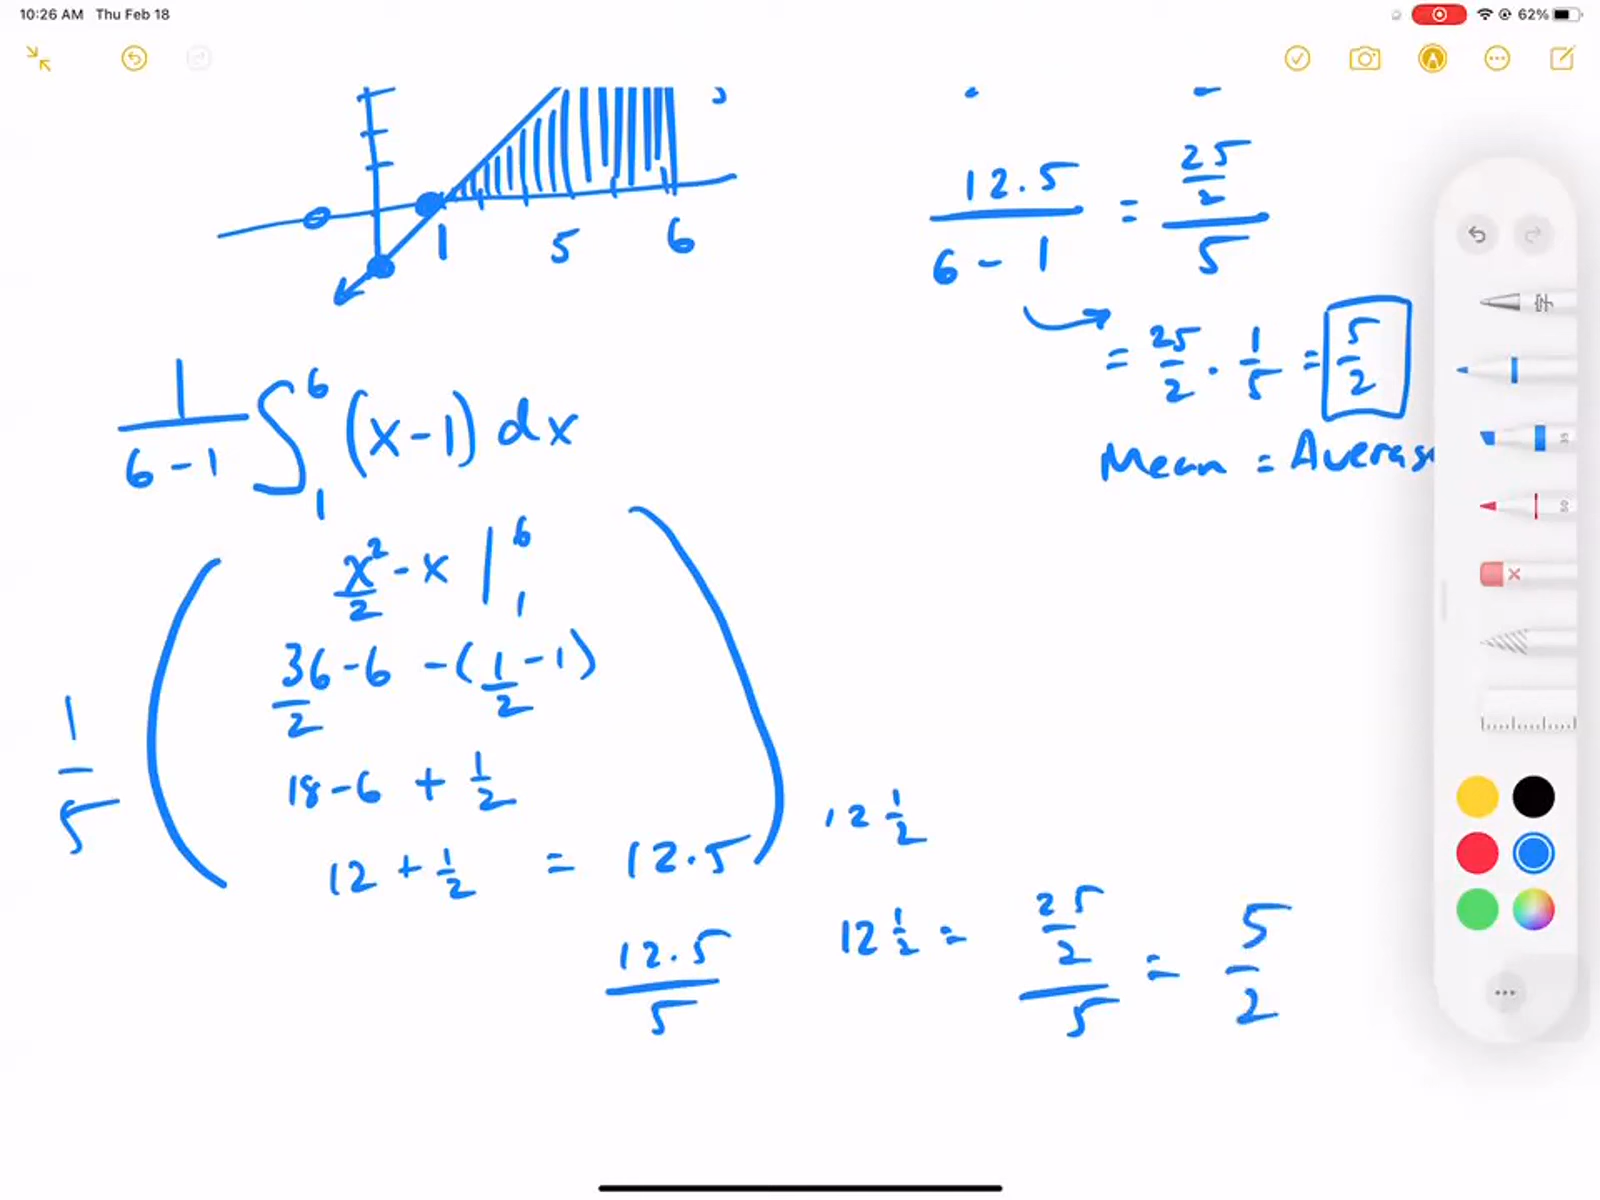 10:26 AM Thu Feb 18
62%
1 5 6
12.5/(6-1) = (25/2)/5
= 25/2 · 1/5 = 5/2
Mean = Average
1/(6-1) ∫₁⁶ (x-1) dx
x²/2 - x |₁⁶
36/2 - 6 - (1/2 - 1)
18 - 6 + 1/2
1/5
12 + 1/2 = 12.5
12 1/2
12.5/5
12 1/2 = (25/2)/5 = 5/2